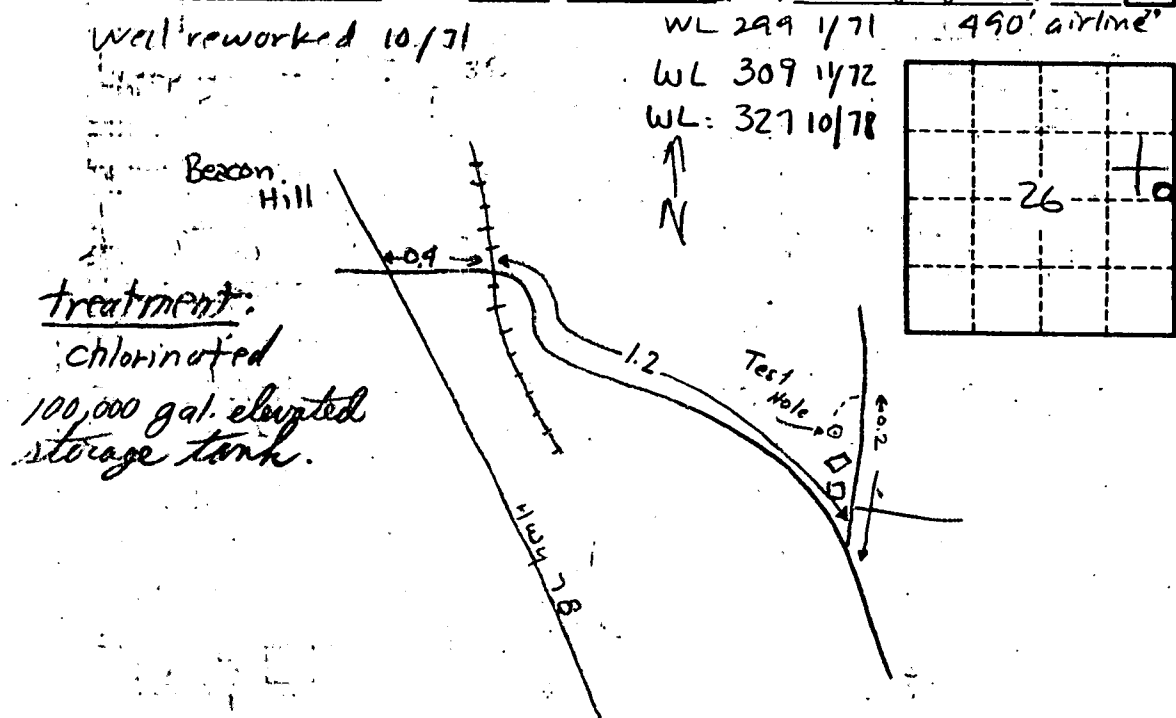 Well reworked 10/71
WL 299 1/71
490' airline
WL 309 11/72
WL: 327 10/78
N
26
Beacon
Hill
0.4
treatment:
chlorinated
100,000 gal. elevated
storage tank.
1.2
Test
Hole
0.2
Hwy 78